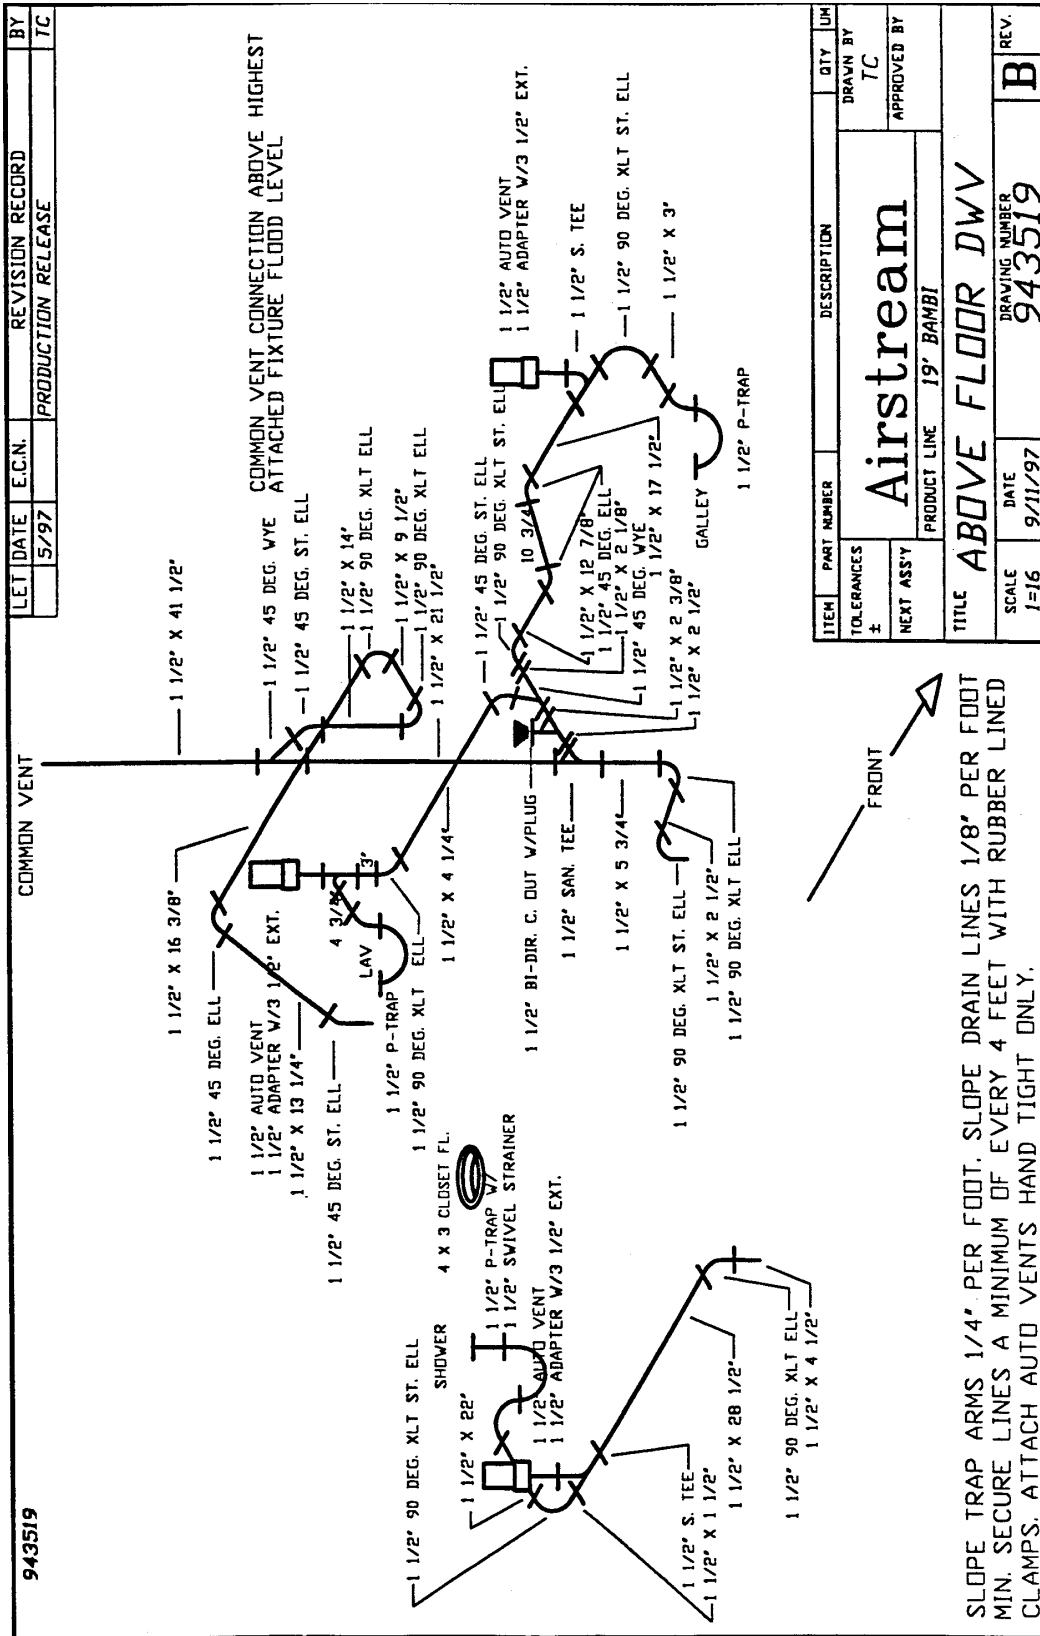 943519
COMMON VENT
LET
DATE
E.C.N.
REVISION RECORD
BY
5/97
PRODUCTION RELEASE
TC
1 1/2" X 41 1/2"
1 1/2" 45 DEG. WYE
COMMON VENT CONNECTION ABOVE HIGHEST
ATTACHED FIXTURE FLOOD LEVEL
1 1/2" 45 DEG. ST. ELL
1 1/2" X 14"
1 1/2" 90 DEG. XLT ELL
1 1/2" X 9 1/2"
1 1/2" 90 DEG. XLT ELL
1 1/2" X 21 1/2"
1 1/2" X 16 3/8"
1 1/2" 45 DEG. ELL
1 1/2" AUTO VENT
1 1/2" ADAPTER W/3 1/2" EXT.
1 1/2" X 13 1/4"
1 1/2" 45 DEG. ST. ELL
4 3/4"
3"
LAV
1 1/2" P-TRAP
1 1/2" 90 DEG. XLT ELL
1 1/2" X 4 1/4"
1 1/2" 45 DEG. ST. ELL
1 1/2" 90 DEG. XLT ST. ELL
10 3/4"
1 1/2" AUTO VENT
1 1/2" ADAPTER W/3 1/2" EXT.
1 1/2" S. TEE
1 1/2" 90 DEG. XLT ST. ELL
1 1/2" X 3"
1 1/2" X 12 7/8"
1 1/2" 45 DEG. ELL
1 1/2" X 2 1/8"
1 1/2" 45 DEG. WYE
1 1/2" X 17 1/2"
1 1/2" X 2 3/8"
1 1/2" X 2 1/2"
GALLEY
1 1/2" P-TRAP
1 1/2" BI-DIR. C. OUT W/PLUG
1 1/2" SAN. TEE
1 1/2" X 5 3/4"
1 1/2" 90 DEG. XLT ST. ELL
1 1/2" X 2 1/2"
1 1/2" 90 DEG. XLT ELL
4 X 3 CLOSET FL.
SHOWER
1 1/2" P-TRAP W/
1 1/2" SWIVEL STRAINER
1 1/2" 90 DEG. XLT ST. ELL
1 1/2" X 22"
1 1/2" AUTO VENT
1 1/2" ADAPTER W/3 1/2" EXT.
1 1/2" S. TEE
1 1/2" X 1 1/2"
1 1/2" X 28 1/2"
1 1/2" 90 DEG. XLT ELL
1 1/2" X 4 1/2"
FRONT
SLOPE TRAP ARMS 1/4" PER FOOT. SLOPE DRAIN LINES 1/8" PER FOOT
MIN. SECURE LINES A MINIMUM OF EVERY 4 FEET WITH RUBBER LINED
CLAMPS. ATTACH AUTO VENTS HAND TIGHT ONLY.
ITEM
PART NUMBER
DESCRIPTION
QTY
UM
TOLERANCES
±
NEXT ASS'Y
Airstream
DRAWN BY
TC
APPROVED BY
PRODUCT LINE 19' BAMBI
TITLE ABOVE FLOOR DWV
SCALE
1=16
DATE
9/11/97
DRAWING NUMBER
943519
B
REV.